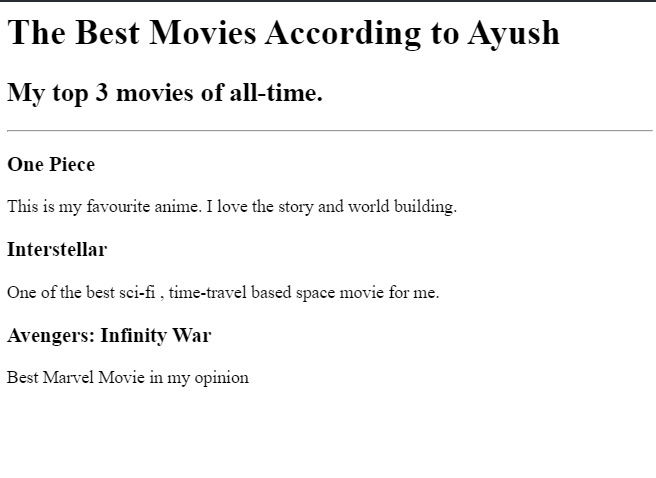 The Best Movies According to Ayush
My top 3 movies of all-time.
One Piece
This is my favourite anime. I love the story and world building.
Interstellar
One of the best sci-fi , time-travel based space movie for me.
Avengers: Infinity War
Best Marvel Movie in my opinion